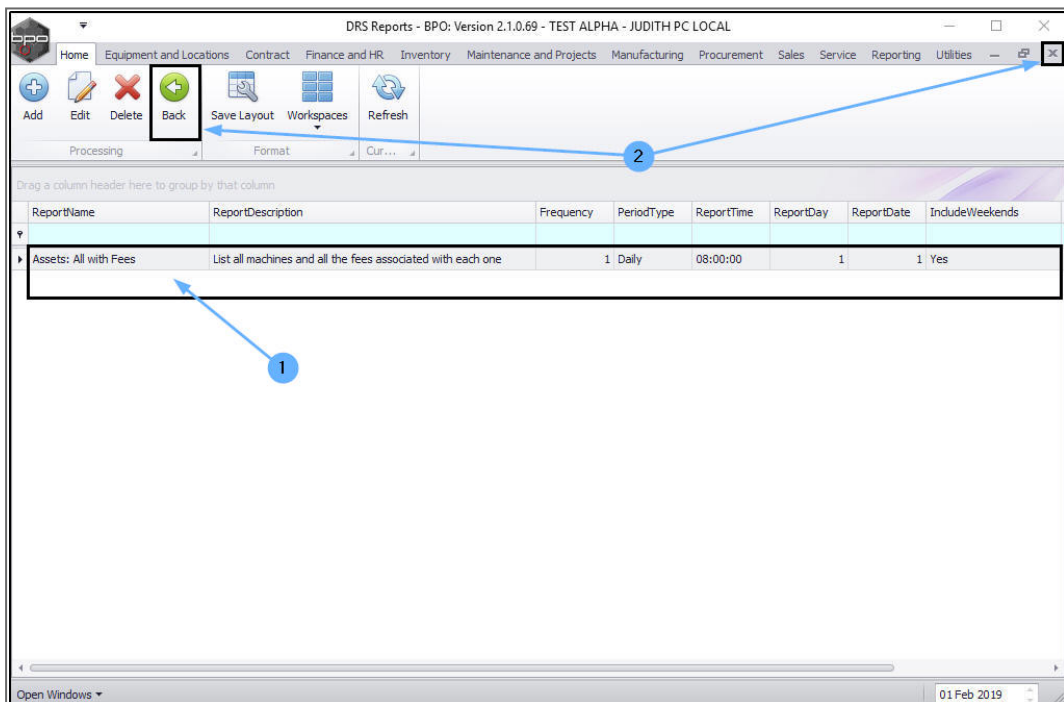 DRS Reports - BPO: Version 2.1.0.69 - TEST ALPHA - JUDITH PC LOCAL
bpo
Home Equipment and Locations Contract Finance and HR Inventory Maintenance and Projects Manufacturing Procurement Sales Service Reporting Utilities
Add Edit Delete Back Save Layout Workspaces Refresh
Processing Format Cur...
2
Drag a column header here to group by that column
ReportName ReportDescription Frequency PeriodType ReportTime ReportDay ReportDate IncludeWeekends
Assets: All with Fees List all machines and all the fees associated with each one 1 Daily 08:00:00 1 1 Yes
1
Open Windows 01 Feb 2019